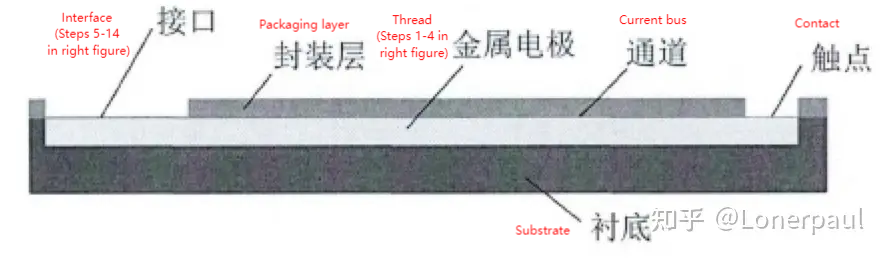 Interface
(Steps 5-14
in right figure)
接口
Packaging layer
封装层
Thread
(Steps 1-4 in
right figure)
金属电极
Current bus
通道
Contact
触点
Substrate
衬底
知乎 @Lonerpaul